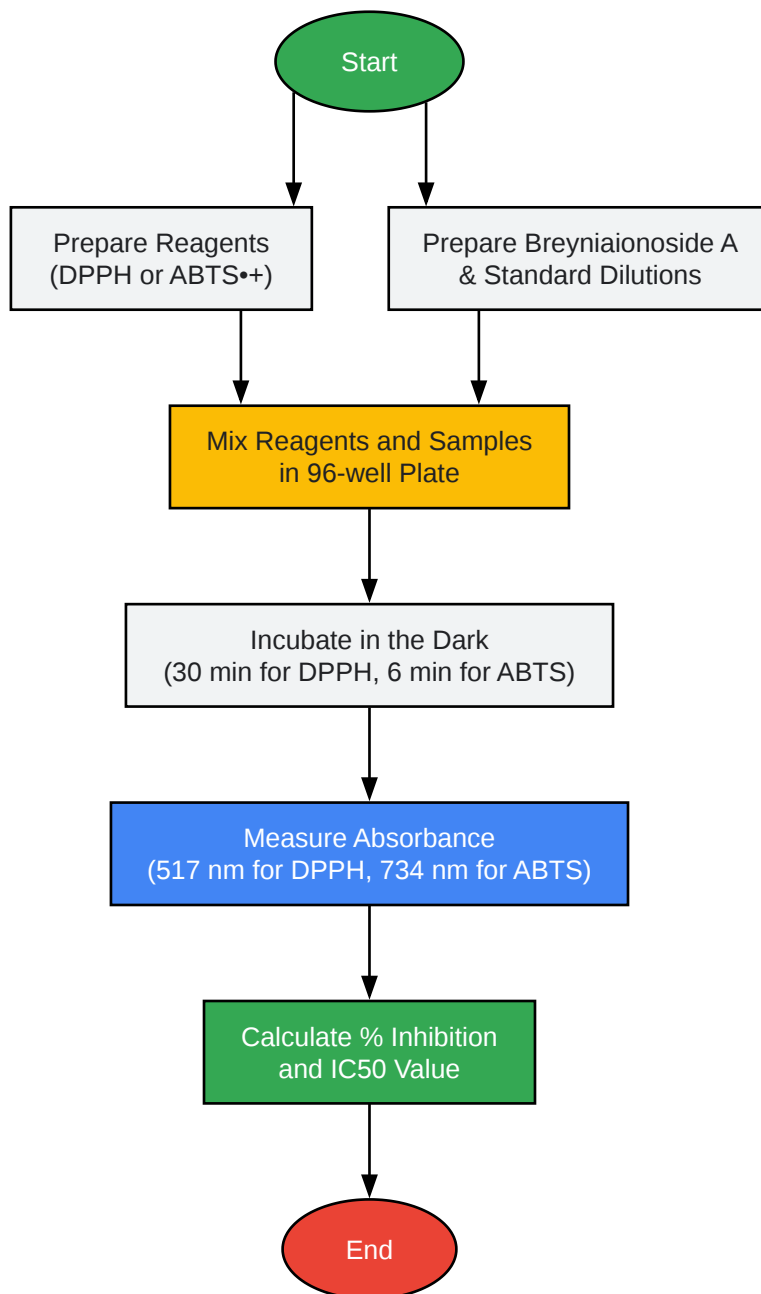 Start
Prepare Reagents
(DPPH or ABTS•+)
Prepare Breyniaionoside A
& Standard Dilutions
Mix Reagents and Samples
in 96-well Plate
Incubate in the Dark
(30 min for DPPH, 6 min for ABTS)
Measure Absorbance
(517 nm for DPPH, 734 nm for ABTS)
Calculate % Inhibition
and IC50 Value
End